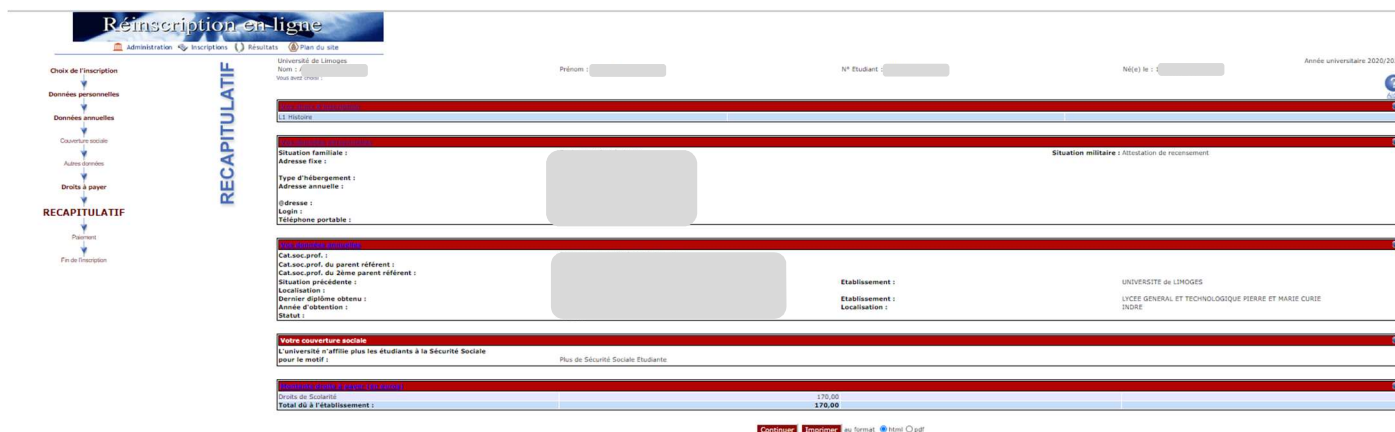 Réinscription en-ligne
Administration Inscriptions Résultats Plan du site
Choix de l'inscription
Données personnelles
Données annuelles
Couverture sociale
Autres données
Droits à payer
RECAPITULATIF
Paiement
Fin de l'inscription
RECAPITULATIF
Université de Limoges
Année universitaire 2020/20
Nom : Prénom : N° Etudiant : Né(e) le :
Vous avez choisi :
L1 Histoire
Situation familiale : Situation militaire : Attestation de recensement
Adresse fixe :
Type d'hébergement :
Adresse annuelle :
@dresse :
Login :
Téléphone portable :
Vos données annuelles
Cat.soc.prof. :
Cat.soc.prof. du parent référent :
Cat.soc.prof. du 2ème parent référent :
Situation précédente : Etablissement : UNIVERSITE de LIMOGES
Localisation :
Dernier diplôme obtenu : Etablissement : LYCEE GENERAL ET TECHNOLOGIQUE PIERRE ET MARIE CURIE
Année d'obtention : Localisation : INDRE
Statut :
Votre couverture sociale
L'université n'affilie plus les étudiants à la Sécurité Sociale
pour le motif : Plus de Sécurité Sociale Etudiante
Droits de Scolarité 170,00
Total dû à l'établissement : 170,00
Continuer Imprimer au format html pdf